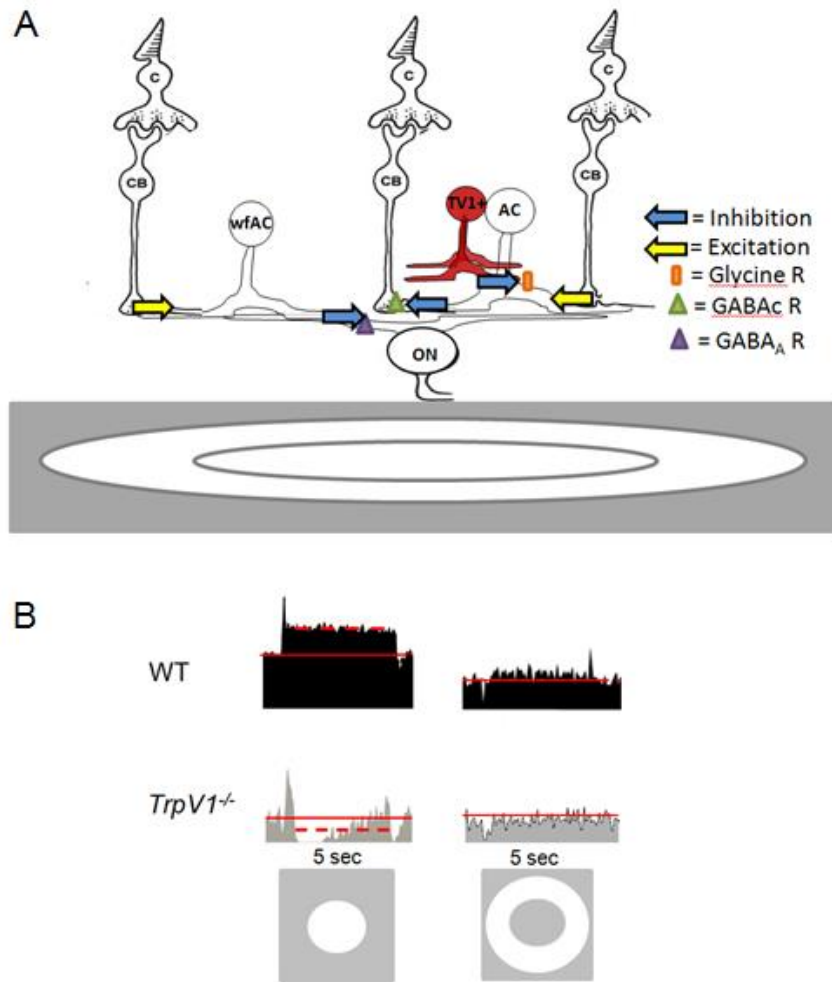 A
C
C
C
CB
CB
CB
wfAC
TV1+
AC
ON
= Inhibition
= Excitation
= Glycine R
= GABAc R
= GABAA R
B
WT
TrpV1-/-
5 sec
5 sec